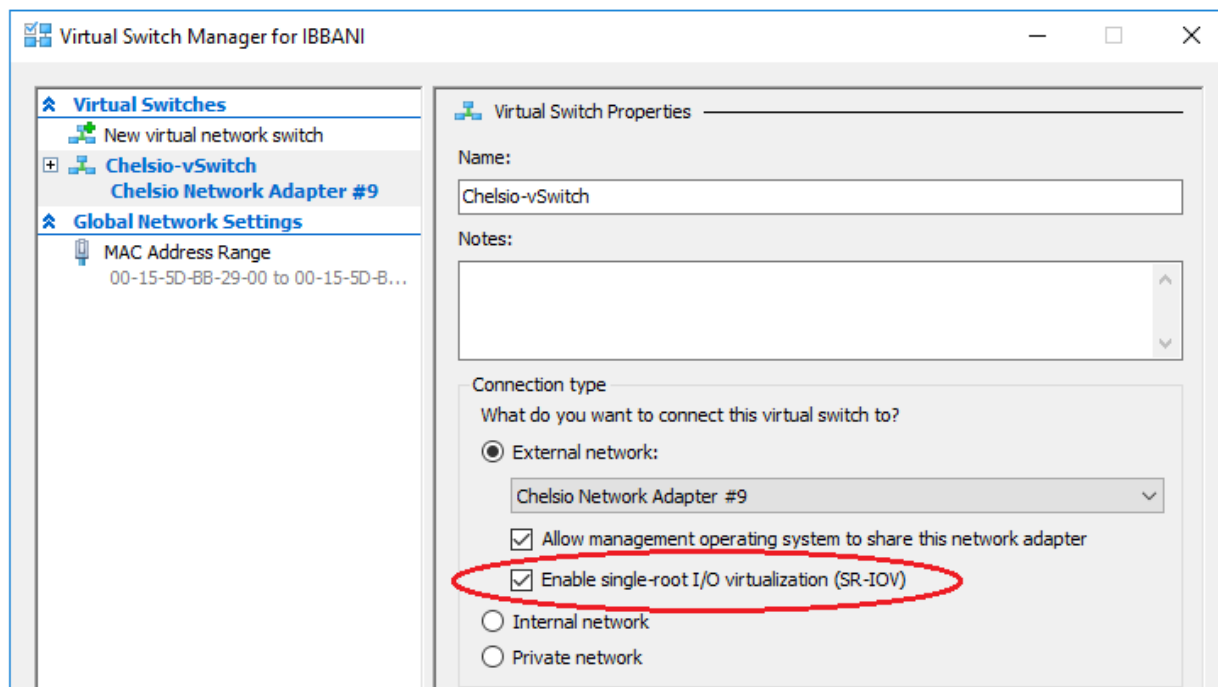 Virtual Switch Manager for IBBANI
Virtual Switches
New virtual network switch
Chelsio-vSwitch
Chelsio Network Adapter #9
Global Network Settings
MAC Address Range
00-15-5D-BB-29-00 to 00-15-5D-B...
Virtual Switch Properties
Name:
Chelsio-vSwitch
Notes:
Connection type
What do you want to connect this virtual switch to?
External network:
Chelsio Network Adapter #9
Allow management operating system to share this network adapter
Enable single-root I/O virtualization (SR-IOV)
Internal network
Private network